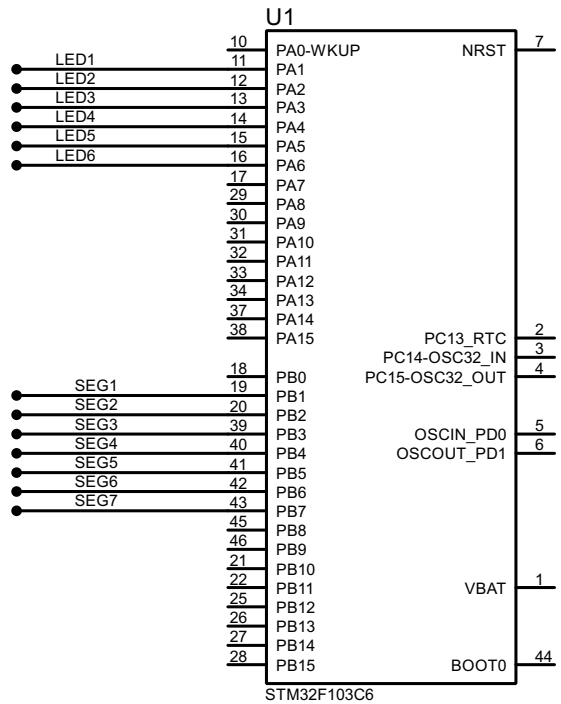 U1
10 PA0-WKUP NRST 7
LED1 11 PA1
LED2 12 PA2
LED3 13 PA3
LED4 14 PA4
LED5 15 PA5
LED6 16 PA6
17 PA7
29 PA8
30 PA9
31 PA10
32 PA11
33 PA12
34 PA13
37 PA14
38 PA15 PC13_RTC 2
PC14-OSC32_IN 3
18 PB0 PC15-OSC32_OUT 4
SEG1 19 PB1
SEG2 20 PB2
SEG3 39 PB3 OSCIN_PD0 5
SEG4 40 PB4 OSCOUT_PD1 6
SEG5 41 PB5
SEG6 42 PB6
SEG7 43 PB7
45 PB8
46 PB9
21 PB10
22 PB11 VBAT 1
25 PB12
26 PB13
27 PB14
28 PB15 BOOT0 44
STM32F103C6